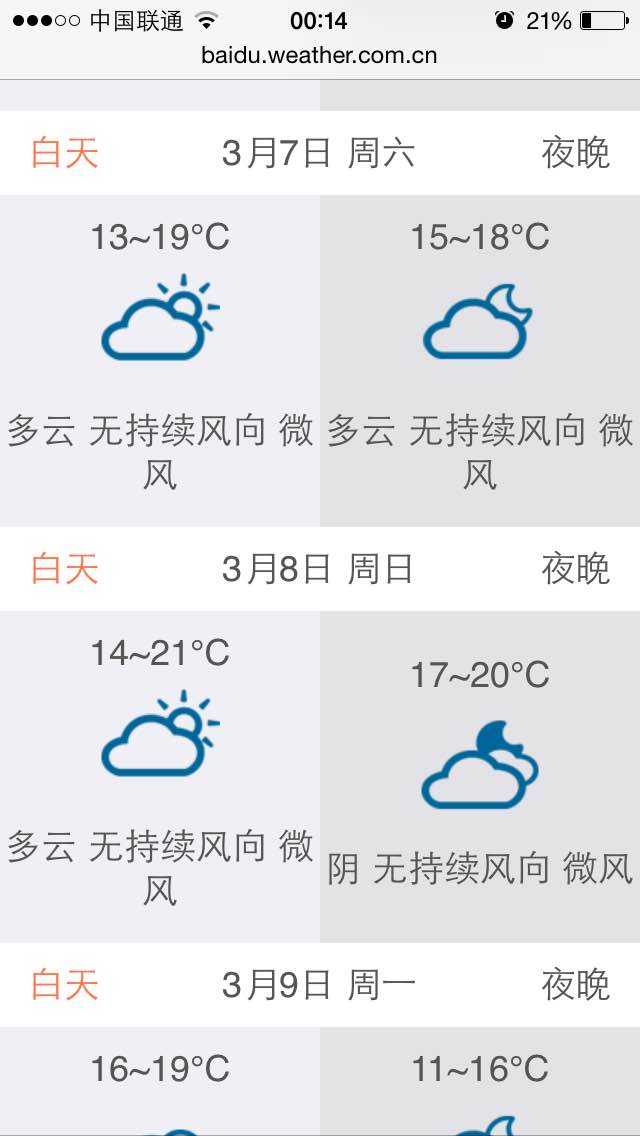 中国联通 00:14 21%
baidu.weather.com.cn
白天 3月7日 周六 夜晚
13~19°C 15~18°C
多云 无持续风向 微 多云 无持续风向 微
风 风
白天 3月8日 周日 夜晚
14~21°C
17~20°C
多云 无持续风向 微
风
阴 无持续风向 微风
白天 3月9日 周一 夜晚
16~19°C 11~16°C